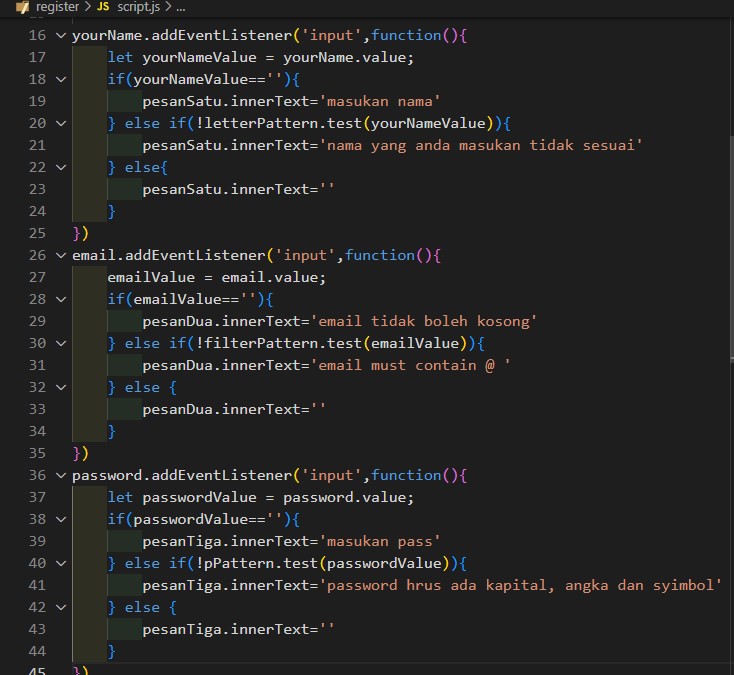 register > JS script.js > ...
16 yourName.addEventListener('input',function(){
17 let yourNameValue = yourName.value;
18 if(yourNameValue==''){
19 pesanSatu.innerText='masukan nama'
20 } else if(!letterPattern.test(yourNameValue)){
21 pesanSatu.innerText='nama yang anda masukan tidak sesuai'
22 } else{
23 pesanSatu.innerText=''
24 }
25 })
26 email.addEventListener('input',function(){
27 emailValue = email.value;
28 if(emailValue==''){
29 pesanDua.innerText='email tidak boleh kosong'
30 } else if(!filterPattern.test(emailValue)){
31 pesanDua.innerText='email must contain @ '
32 } else {
33 pesanDua.innerText=''
34 }
35 })
36 password.addEventListener('input',function(){
37 let passwordValue = password.value;
38 if(passwordValue==''){
39 pesanTiga.innerText='masukan pass'
40 } else if(!pPattern.test(passwordValue)){
41 pesanTiga.innerText='password hrus ada kapital, angka dan syimbol'
42 } else {
43 pesanTiga.innerText=''
44 }
45 })